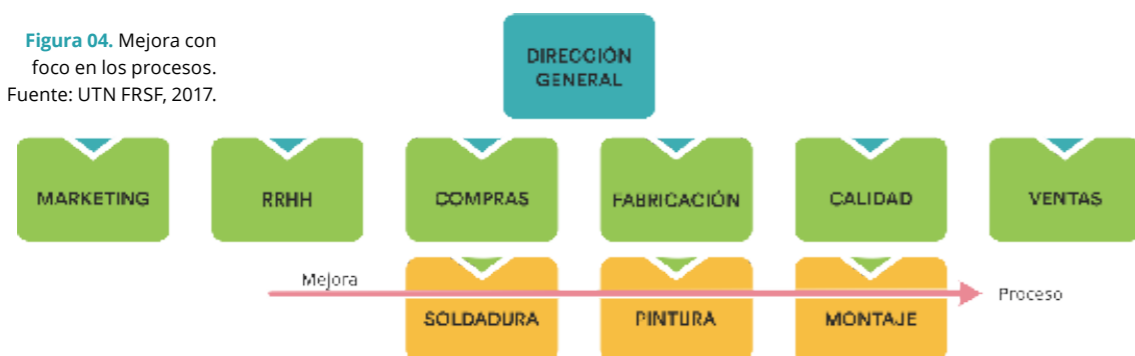 Figura 04. Mejora con
foco en los procesos.
Fuente: UTN FRSF, 2017.
DIRECCIÓN
GENERAL
MARKETING
RRHH
COMPRAS
FABRICACIÓN
CALIDAD
VENTAS
Mejora
Proceso
SOLDADURA
PINTURA
MONTAJE